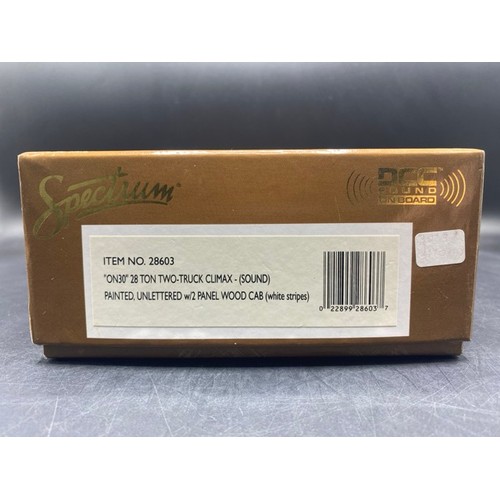 Spectrum
DCC
SOUND
ON BOARD
ITEM NO. 28603
"ON30" 28 TON TWO-TRUCK CLIMAX - (SOUND)
PAINTED, UNLETTERED w/2 PANEL WOOD CAB (white stripes)
0 22899 28603 7